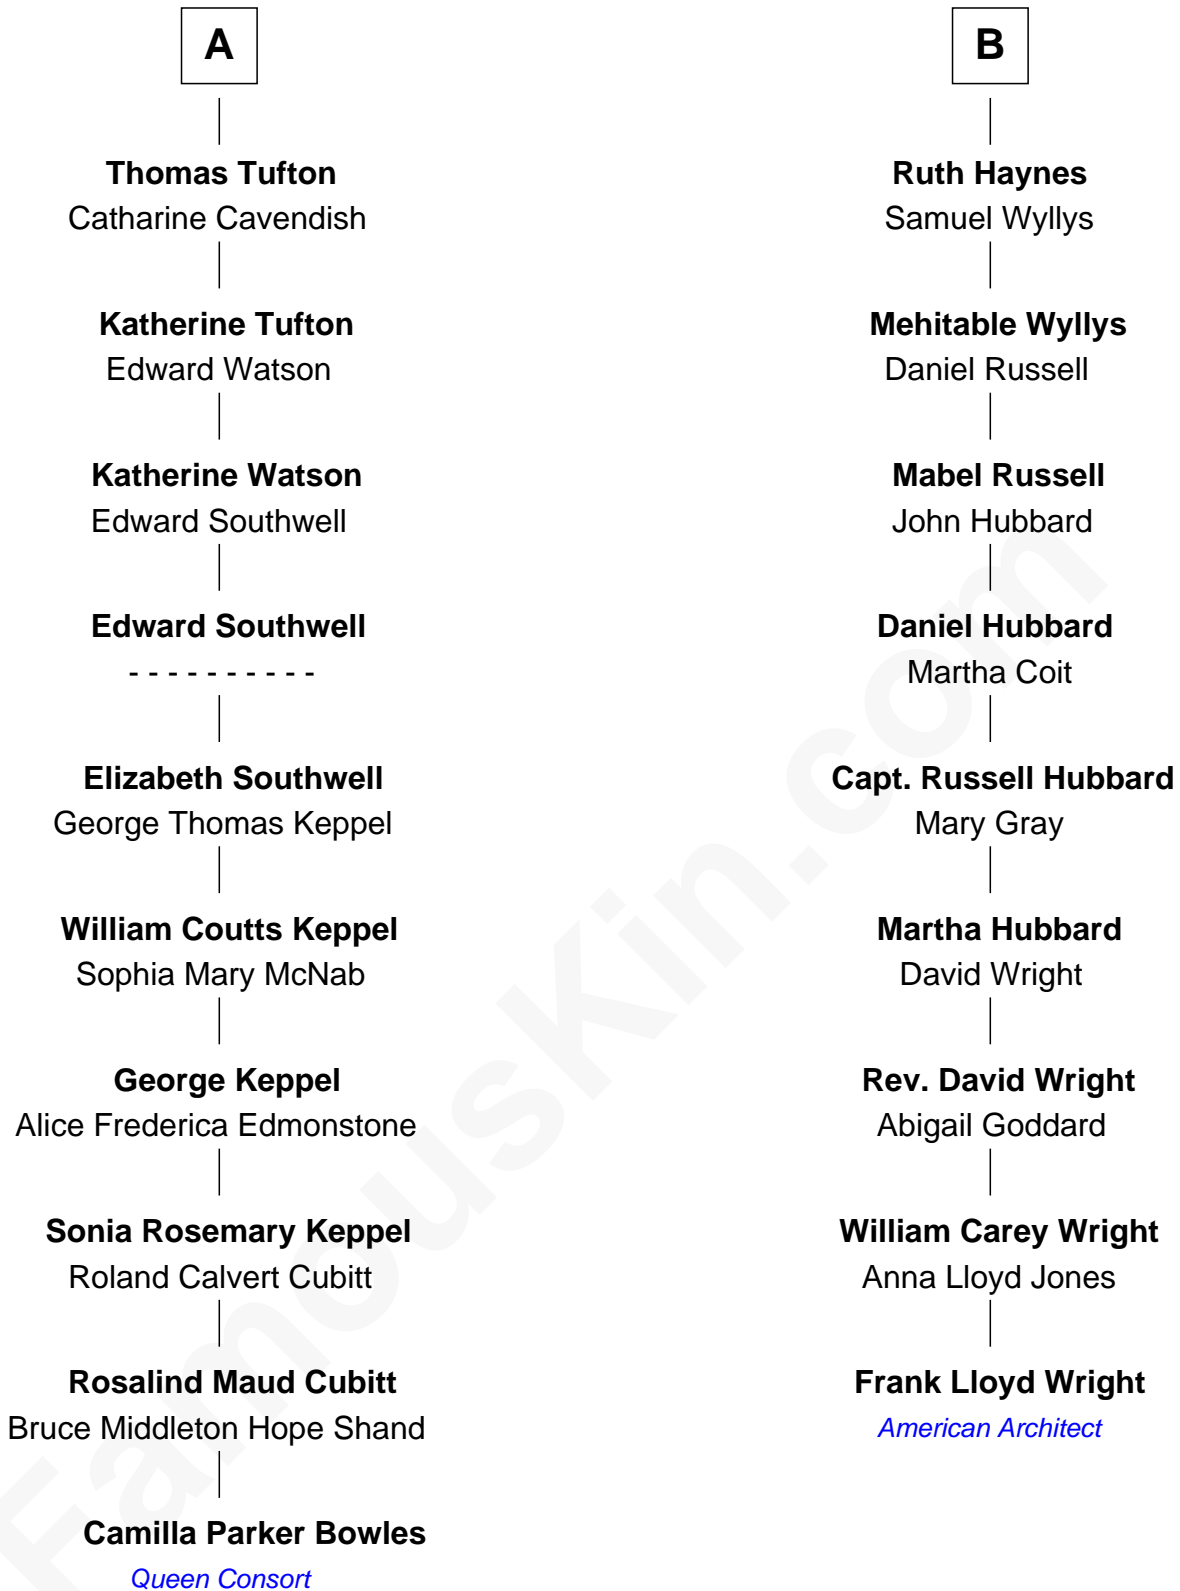 A
Thomas Tufton
Catharine Cavendish
Katherine Tufton
Edward Watson
Katherine Watson
Edward Southwell
Edward Southwell
- - - - - - - - - -
Elizabeth Southwell
George Thomas Keppel
William Coutts Keppel
Sophia Mary McNab
George Keppel
Alice Frederica Edmonstone
Sonia Rosemary Keppel
Roland Calvert Cubitt
Rosalind Maud Cubitt
Bruce Middleton Hope Shand
Camilla Parker Bowles
Queen Consort
B
Ruth Haynes
Samuel Wyllys
Mehitable Wyllys
Daniel Russell
Mabel Russell
John Hubbard
Daniel Hubbard
Martha Coit
Capt. Russell Hubbard
Mary Gray
Martha Hubbard
David Wright
Rev. David Wright
Abigail Goddard
William Carey Wright
Anna Lloyd Jones
Frank Lloyd Wright
American Architect
FamousKin.com